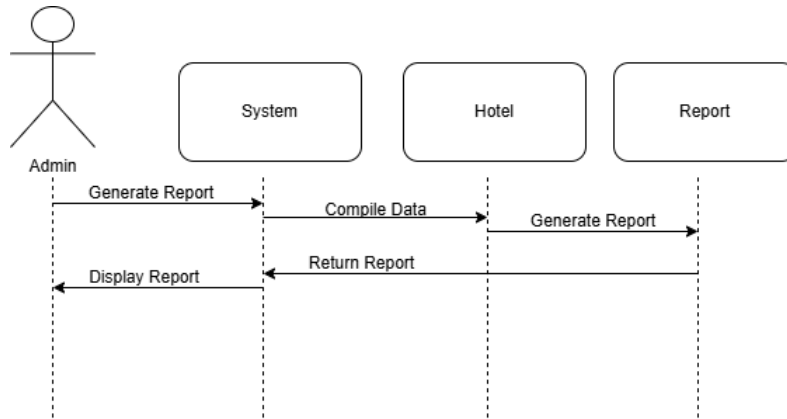 System
Hotel
Report
Admin
Generate Report
Compile Data
Generate Report
Return Report
Display Report